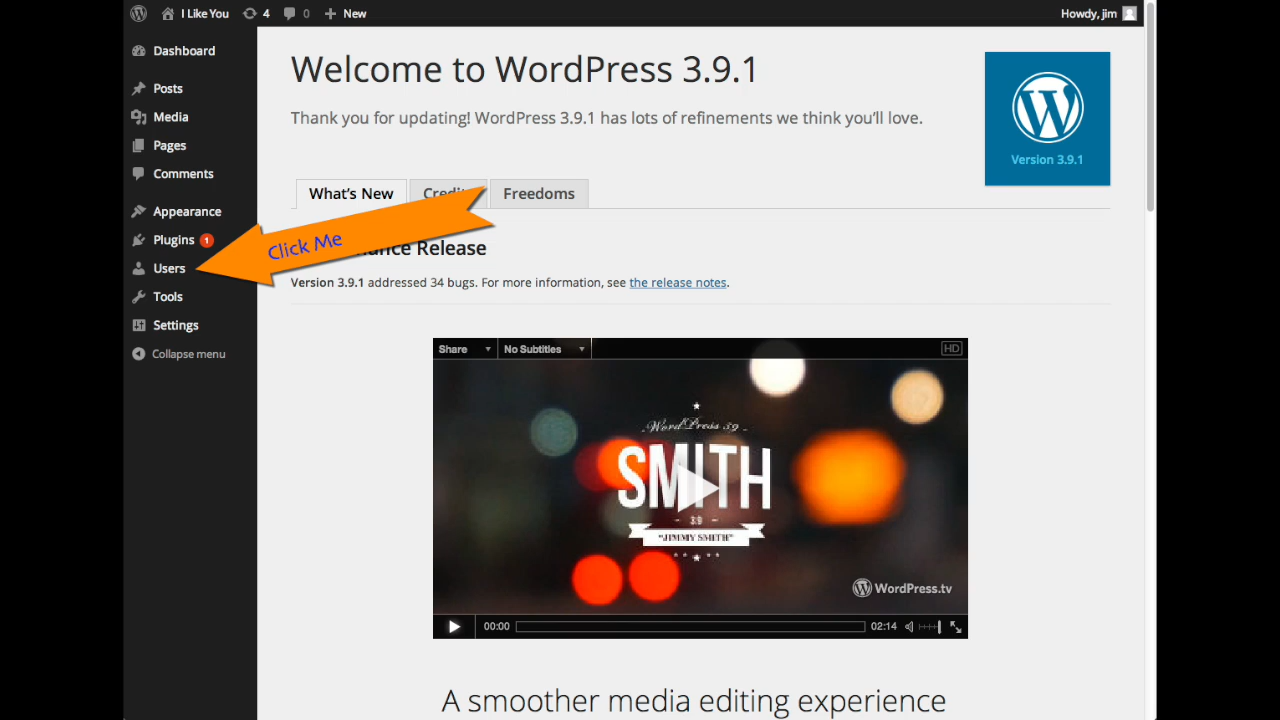 I Like You 4 0 New Howdy, jim
Dashboard
Posts
Media
Pages
Comments
Appearance
Plugins 1
Users
Tools
Settings
Collapse menu
Welcome to WordPress 3.9.1
Thank you for updating! WordPress 3.9.1 has lots of refinements we think you'll love.
Version 3.9.1
What's New Freedoms
Click Me
Release
Version 3.9.1 addressed 34 bugs. For more information, see the release notes.
Share No Subtitles HD
WordPress 3.9
SMITH
3.9
"JIMMY SMITH"
WordPress.tv
00:00 02:14
A smoother media editing experience